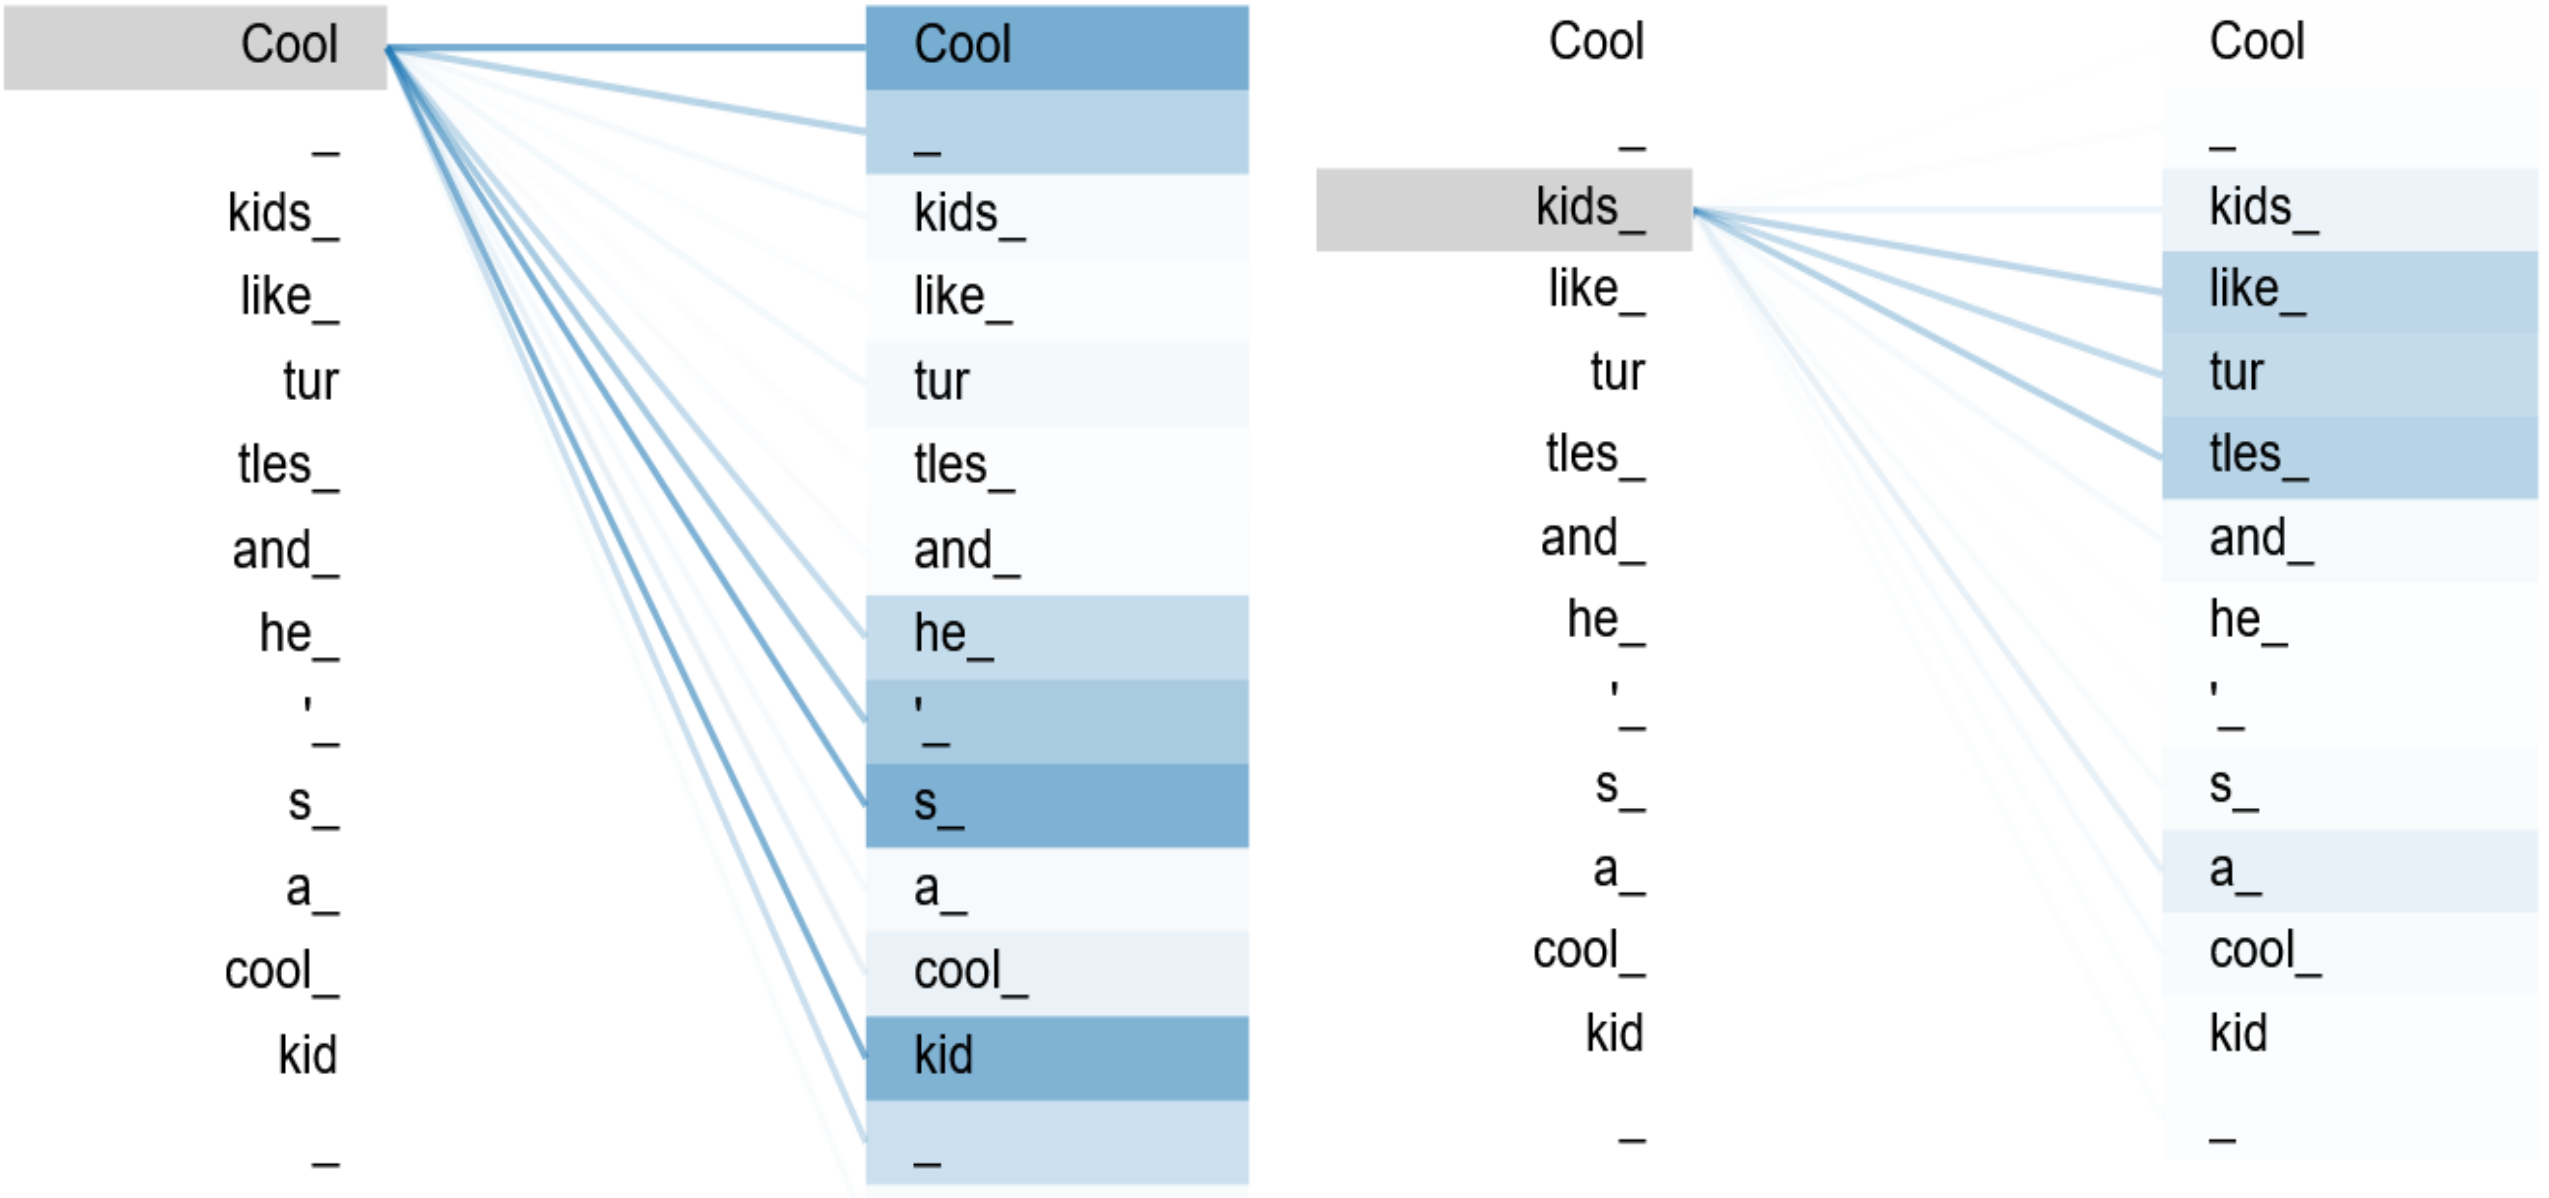 Cool Cool Cool Cool
_ _ _ _
kids_ kids_ kids_ kids_
like_ like_ like_ like_
tur tur tur tur
tles_ tles_ tles_ tles_
and_ and_ and_ and_
he_ he_ he_ he_
'_ '_ '_ '_
s_ s_ s_ s_
a_ a_ a_ a_
cool_ cool_ cool_ cool_
kid kid kid kid
_ _ _ _